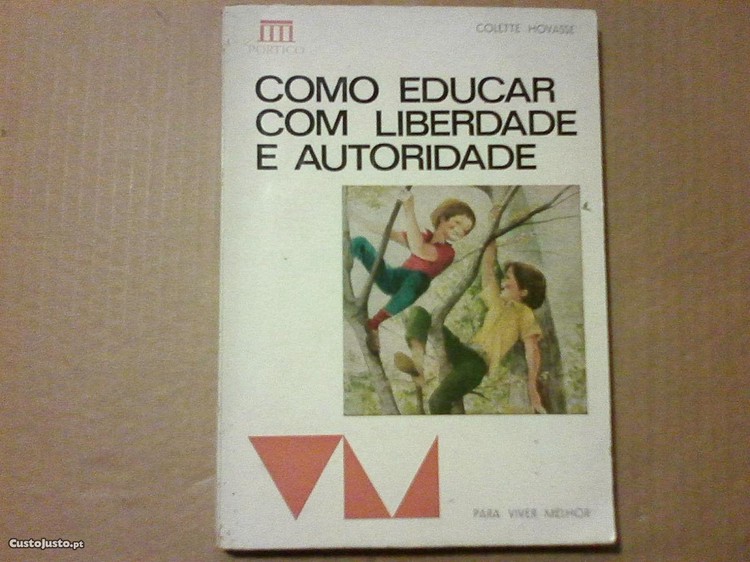 COLETTE HOVASSE
PÓRTICO
COMO EDUCAR
COM LIBERDADE
E AUTORIDADE
PARA VIVER MELHOR
CustoJusto.pt